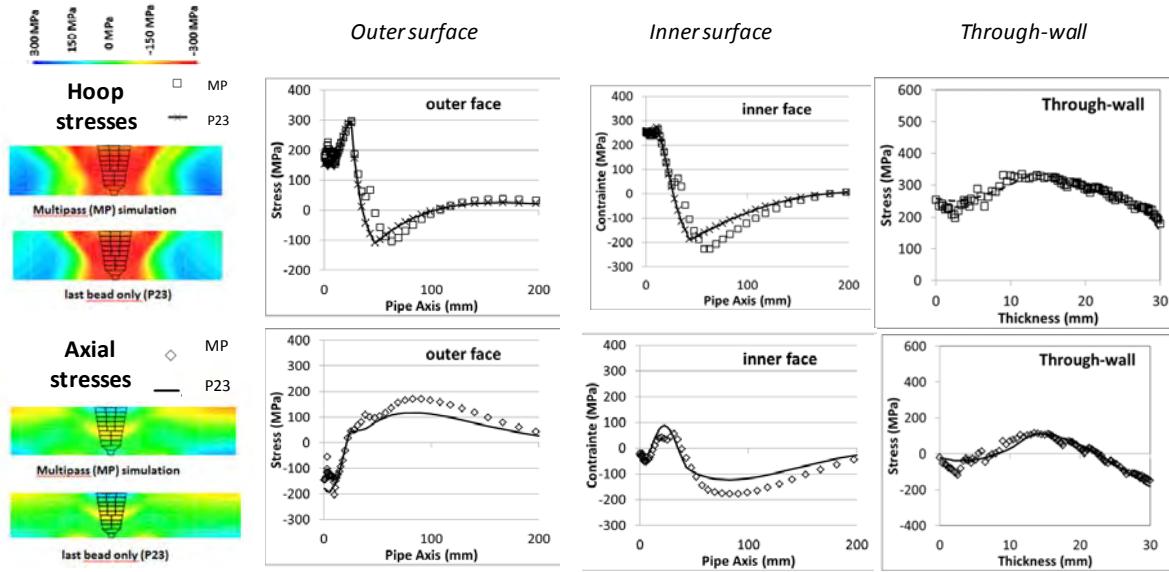 300 MPa
150 MPa
0 MPa
-150 MPa
-300 MPa
Outer surface
Inner surface
Through-wall
Hoop stresses
MP
P23
Multipass (MP) simulation
last bead only (P23)
400
300
200
100
0
-100
-200
Stress (MPa)
outer face
0
100
200
Pipe Axis (mm)
400
300
200
100
0
-100
-200
-300
Contrainte (MPa)
inner face
0
50
100
150
200
Pipe Axis (mm)
600
500
400
300
200
100
0
Stress (MPa)
Through-wall
0
10
20
30
Thickness (mm)
Axial stresses
MP
P23
Multipass (MP) simulation
last bead only (P23)
400
300
200
100
0
-100
-200
-300
Stress (MPa)
outer face
0
100
200
Pipe Axis (mm)
400
300
200
100
0
-100
-200
-300
Contrainte (MPa)
inner face
0
50
100
150
200
Pipe Axis (mm)
600
400
200
0
-200
-400
Stress (MPa)
Through-wall
0
10
20
30
Thickness (mm)